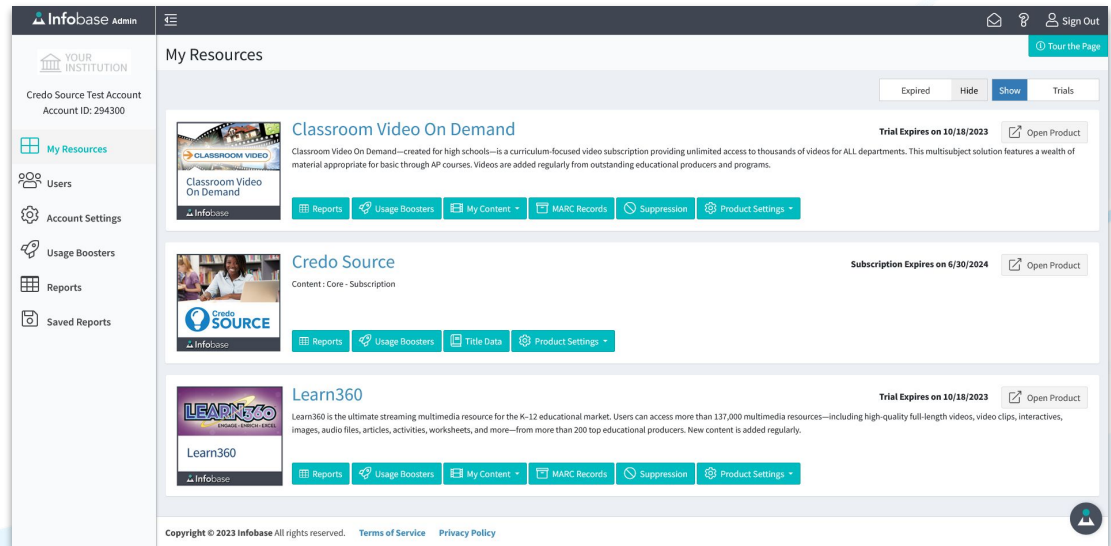 Infobase Admin
Sign Out
YOUR
INSTITUTION
Credo Source Test Account
Account ID: 294300
My Resources
Users
Account Settings
Usage Boosters
Reports
Saved Reports
My Resources
Tour the Page
Expired Hide Show Trials
CLASSROOM VIDEO
Classroom Video
On Demand
Infobase
Classroom Video On Demand
Trial Expires on 10/18/2023
Open Product
Classroom Video On Demand—created for high schools—is a curriculum-focused video subscription providing unlimited access to thousands of videos for ALL departments. This multisubject solution features a wealth of
material appropriate for basic through AP courses. Videos are added regularly from outstanding educational producers and programs.
Reports Usage Boosters My Content MARC Records Suppression Product Settings
Credo
SOURCE
Infobase
Credo Source
Subscription Expires on 6/30/2024
Open Product
Content : Core - Subscription
Reports Usage Boosters Title Data Product Settings
LEARN360
ENGAGE • ENRICH • EXCEL
Learn360
Infobase
Learn360
Trial Expires on 10/18/2023
Open Product
Learn360 is the ultimate streaming multimedia resource for the K–12 educational market. Users can access more than 137,000 multimedia resources—including high-quality full-length videos, video clips, interactives,
images, audio files, articles, activities, worksheets, and more—from more than 200 top educational producers. New content is added regularly.
Reports Usage Boosters My Content MARC Records Suppression Product Settings
Copyright © 2023 Infobase All rights reserved. Terms of Service Privacy Policy